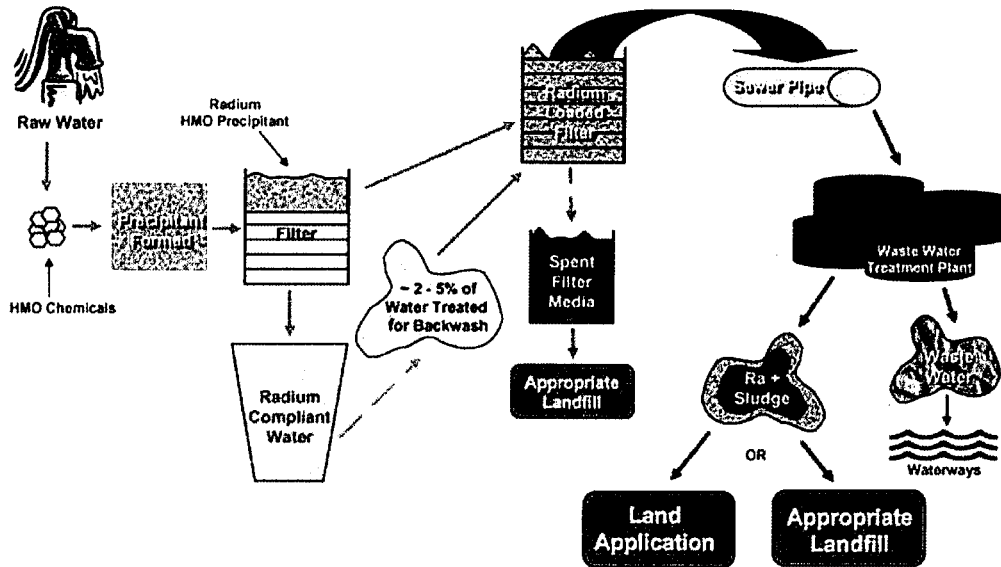 Raw Water
HMO Chemicals
Precipitant
Formed
Radium
HMO Precipitant
Filter
Radium
Compliant
Water
~ 2 - 5% of
Water Treated
for Backwash
Radium
Loaded
Filter
Spent
Filter
Media
Appropriate
Landfill
Sewer Pipe
Waste Water
Treatment Plant
Ra +
Sludge
OR
Land
Application
Appropriate
Landfill
Waste
Water
Waterways